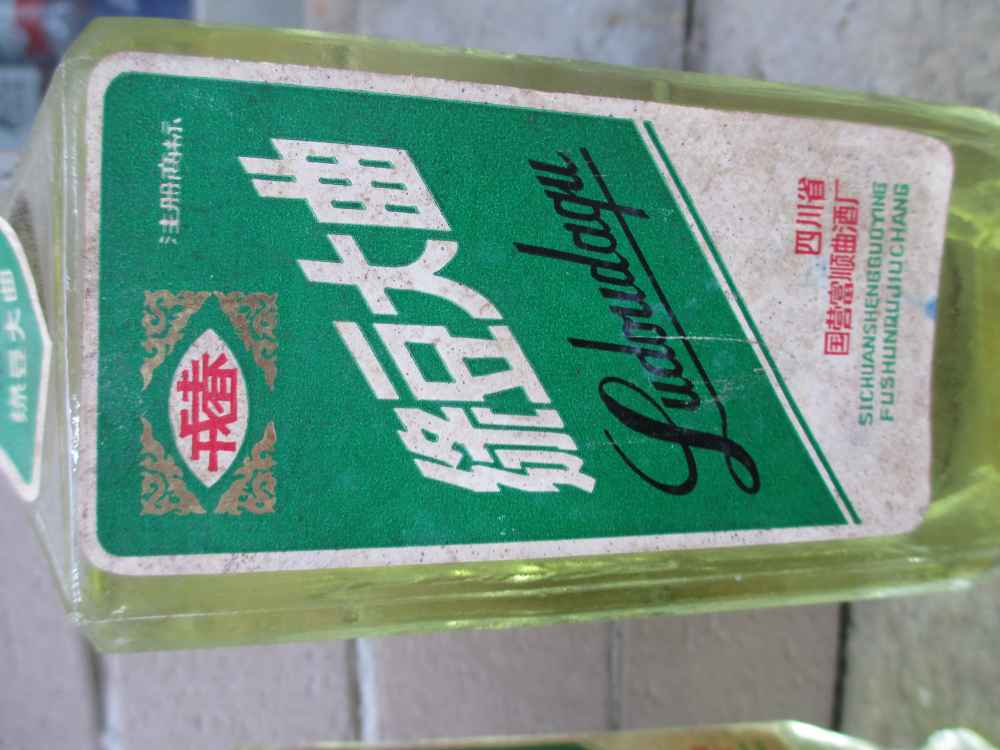 注册商标
绿豆大曲
Ludoudaqu
四川省
国营富顺曲酒厂
SICHUANSHENGGUOYING
FUSHUNQUJIUCHANG
绿豆大曲